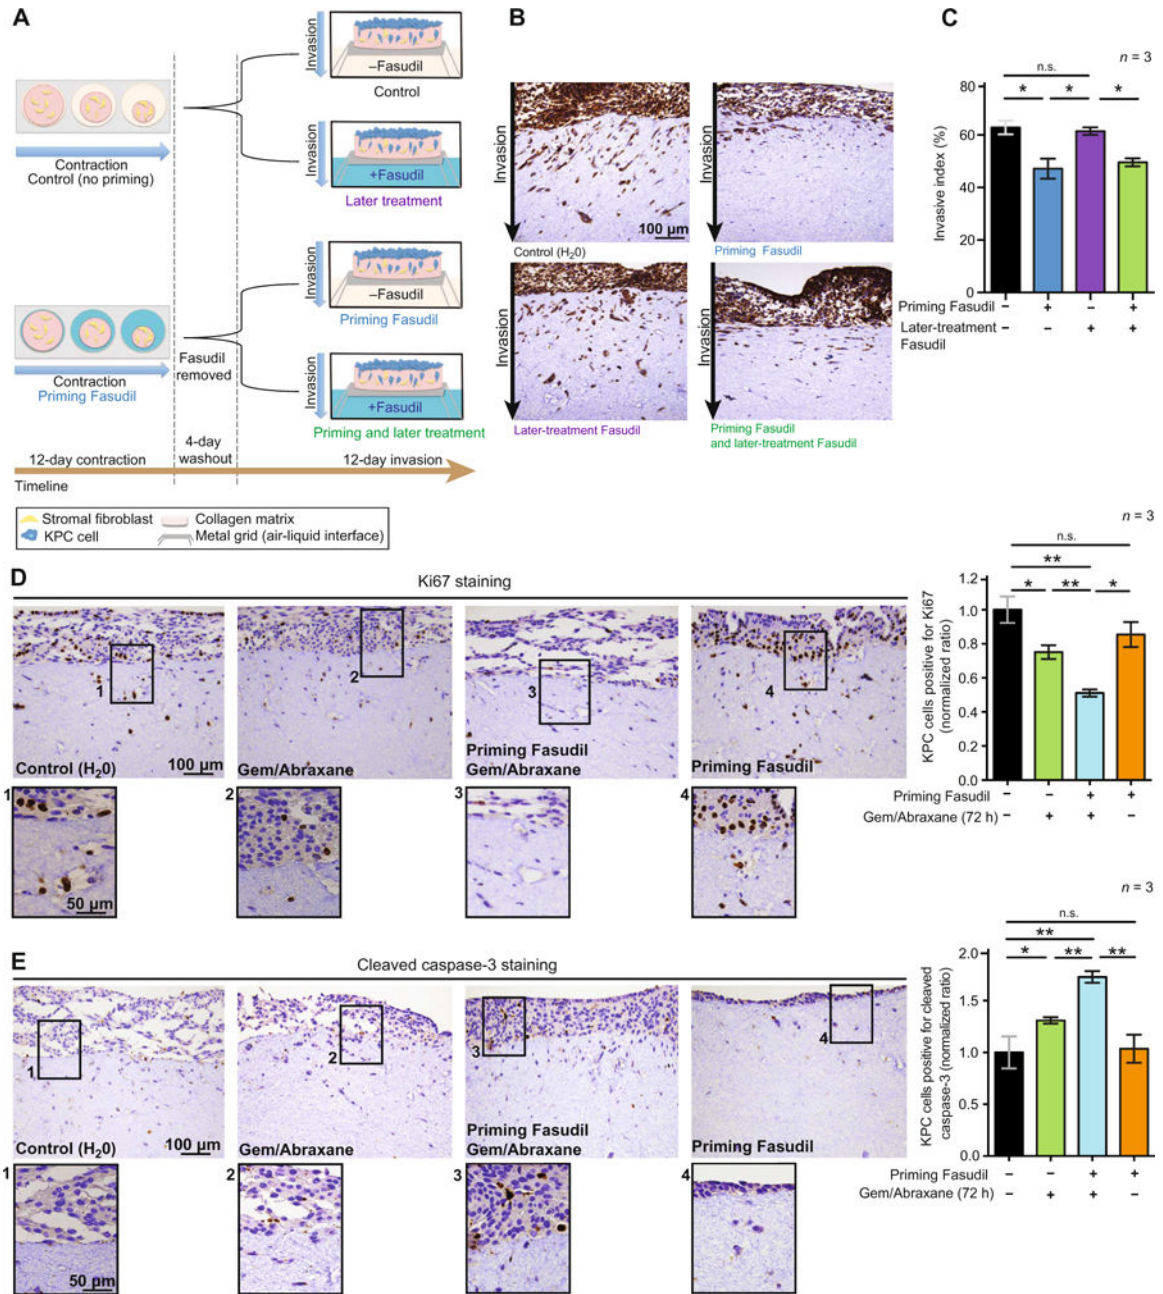 A
Invasion
–Fasudil
Control
Contraction
Control (no priming)
Invasion
+Fasudil
Later treatment
Invasion
–Fasudil
Priming Fasudil
Contraction
Priming Fasudil
Fasudil
removed
Invasion
+Fasudil
Priming and later treatment
12-day contraction
4-day
washout
12-day invasion
Timeline
Stromal fibroblast
Collagen matrix
KPC cell
Metal grid (air-liquid interface)
B
Invasion
100 µm
Control (H20)
Invasion
Priming Fasudil
Invasion
Later-treatment Fasudil
Invasion
Priming Fasudil
and later-treatment Fasudil
C
n = 3
n.s.
* * *
Invasive index (%)
80
60
40
20
0
Priming Fasudil – + – +
Later-treatment – – + +
Fasudil
D
Ki67 staining
1
Control (H20)
100 µm
2
Gem/Abraxane
3
Priming Fasudil
Gem/Abraxane
4
Priming Fasudil
1
50 µm
2
3
4
n = 3
n.s.
**
* ** *
KPC cells positive for Ki67
(normalized ratio)
1.2
1.0
0.8
0.6
0.4
0.2
0.0
Priming Fasudil – – + +
Gem/Abraxane (72 h) – + + –
E
Cleaved caspase-3 staining
1
Control (H20)
100 µm
2
Gem/Abraxane
3
Priming Fasudil
Gem/Abraxane
4
Priming Fasudil
1
50 µm
2
3
4
n = 3
n.s.
**
* ** **
KPC cells positive for cleaved
caspase-3 (normalized ratio)
2.0
1.5
1.0
0.5
0.0
Priming Fasudil – – + +
Gem/Abraxane (72 h) – + + –